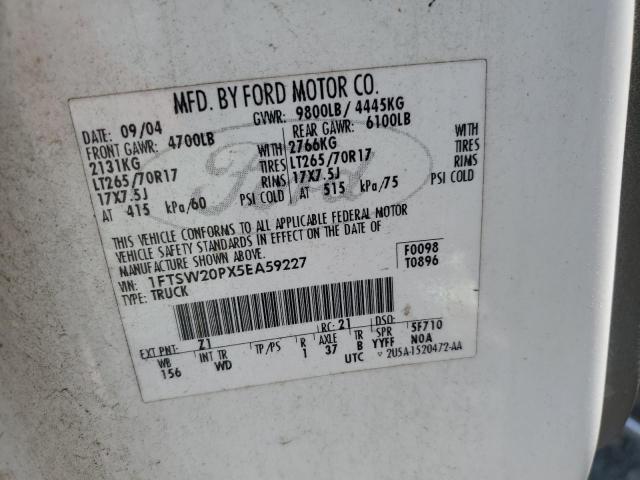 MFD. BY FORD MOTOR CO.
DATE: 09/04 GVWR: 9800LB/ 4445KG
FRONT GAWR: 4700LB REAR GAWR: 6100LB
2131KG WITH 2766KG WITH
LT265/70R17 TIRES LT265/70R17 TIRES
17X7.5J RIMS 17X7.5J RIMS
AT 415 kPa/60 PSI COLD AT 515 kPa/75 PSI COLD
Ford
THIS VEHICLE CONFORMS TO ALL APPLICABLE FEDERAL MOTOR
VEHICLE SAFETY STANDARDS IN EFFECT ON THE DATE OF
MANUFACTURE SHOWN ABOVE.
VIN: 1FTSW20PX5EA59227 F0098
TYPE: TRUCK T0896
EXT PNT: Z1 RC: 21 DSO:
WB INT TR TP/PS R AXLE TR SPR 5F710
156 WD 1 37 B YYFF N0A
UTC 2U5A-1520472-AA